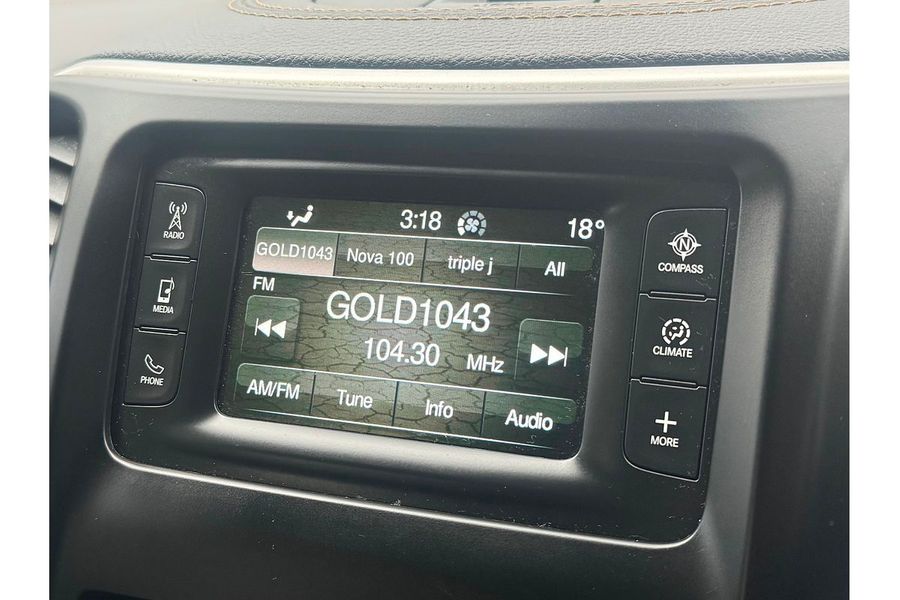 3:18 18°
GOLD1043 Nova 100 triple j All
FM
GOLD1043
104.30 MHz
AM/FM Tune Info Audio
RADIO
MEDIA
PHONE
N
COMPASS
CLIMATE
+
MORE